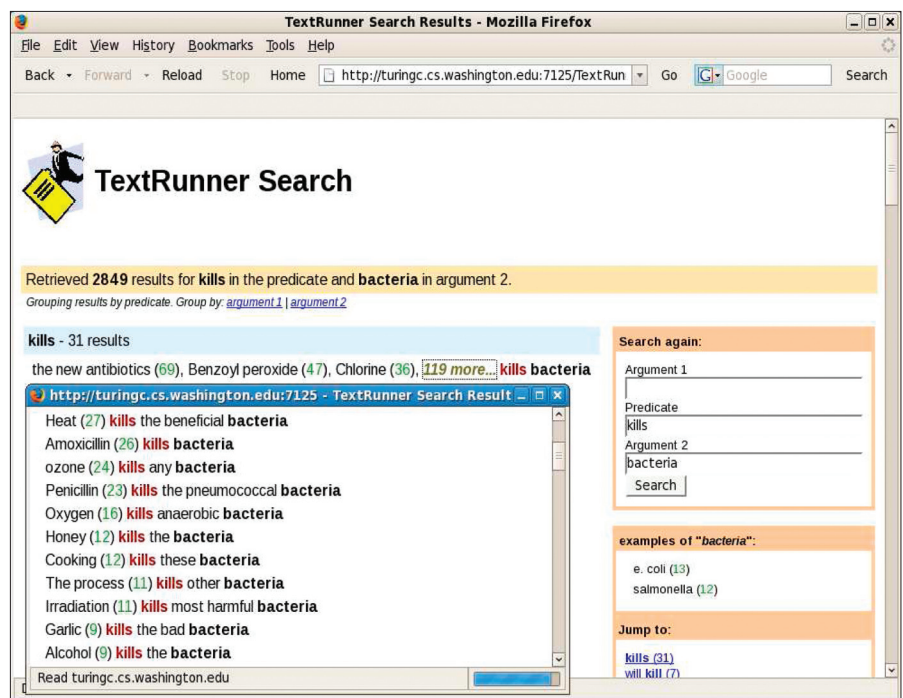 TextRunner Search Results - Mozilla Firefox
File Edit View History Bookmarks Tools Help
Back Forward Reload Stop Home http://turingc.cs.washington.edu:7125/TextRun Go Google Search
TextRunner Search
Retrieved 2849 results for kills in the predicate and bacteria in argument 2.
Grouping results by predicate. Group by: argument 1 | argument 2
kills - 31 results
the new antibiotics (69), Benzoyl peroxide (47), Chlorine (36), 119 more... kills bacteria
http://turingc.cs.washington.edu:7125 - TextRunner Search Result
Heat (27) kills the beneficial bacteria
Amoxicillin (26) kills bacteria
ozone (24) kills any bacteria
Penicillin (23) kills the pneumococcal bacteria
Oxygen (16) kills anaerobic bacteria
Honey (12) kills the bacteria
Cooking (12) kills these bacteria
The process (11) kills other bacteria
Irradiation (11) kills most harmful bacteria
Garlic (9) kills the bad bacteria
Alcohol (9) kills the bacteria
Read turingc.cs.washington.edu
Search again:
Argument 1
Predicate
kills
Argument 2
bacteria
Search
examples of "bacteria":
e. coli (13)
salmonella (12)
Jump to:
kills (31)
will kill (7)